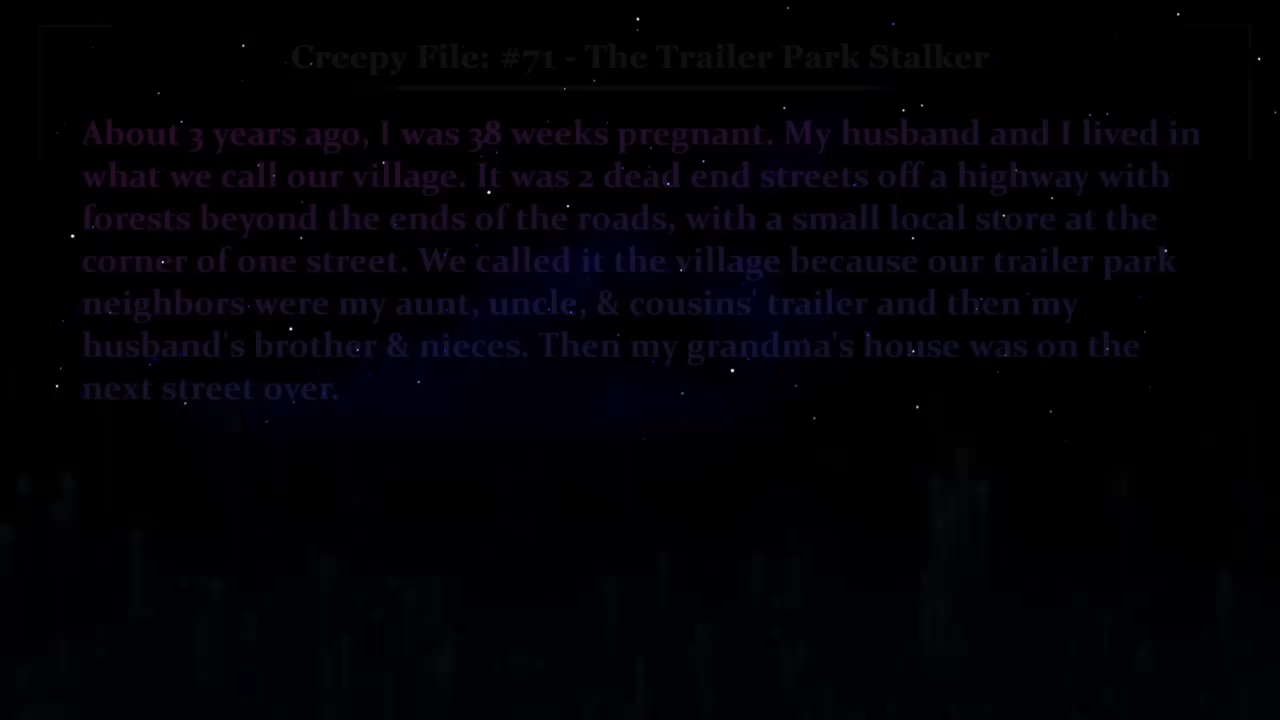 Creepy File: #71 - The Trailer Park Stalker
About 3 years ago, I was 38 weeks pregnant. My husband and I lived in
what we call our village. It was 2 dead end streets off a highway with
forests beyond the ends of the roads, with a small local store at the
corner of one street. We called it the village because our trailer park
neighbors were my aunt, uncle, & cousins' trailer and then my
husband's brother & nieces. Then my grandma's house was on the
next street over.